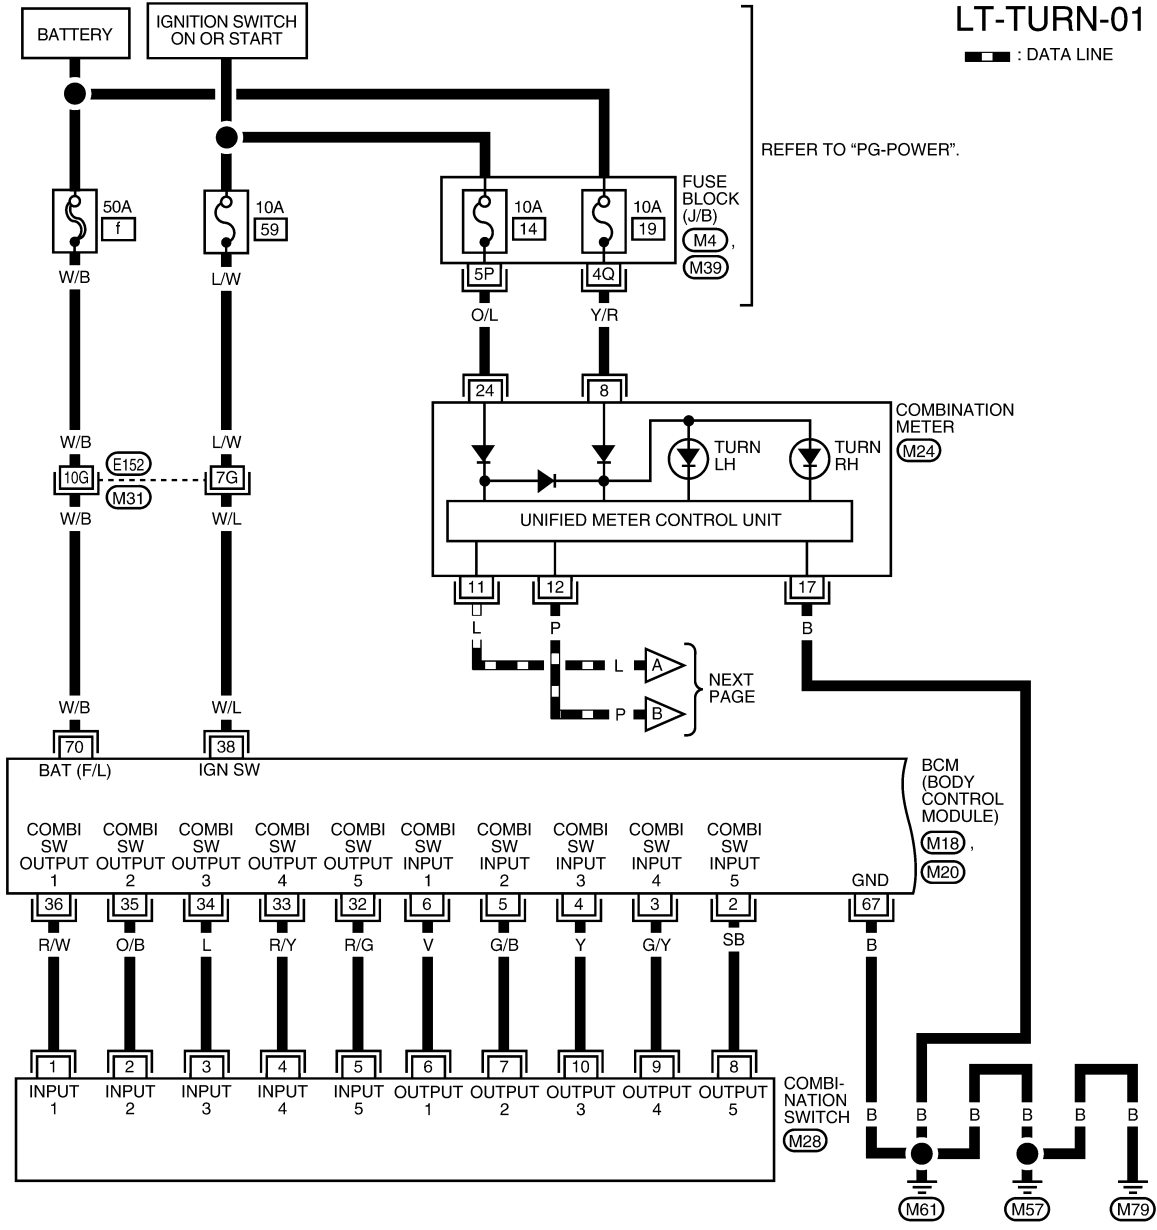 LT-TURN-01
: DATA LINE
BATTERY
IGNITION SWITCH
ON OR START
REFER TO “PG-POWER”.
50A
f
10A
59
10A
14
10A
19
FUSE
BLOCK
(J/B)
M4 ,
M39
5P
4Q
W/B
L/W
O/L
Y/R
24
8
COMBINATION
METER
M24
TURN
LH
TURN
RH
W/B
L/W
10G
E152
M31
7G
W/B
W/L
UNIFIED METER CONTROL UNIT
11
12
17
L
P
B
L
A
P
B
NEXT
PAGE
W/B
W/L
70
38
BAT (F/L)
IGN SW
BCM
(BODY
CONTROL
MODULE)
M18 ,
M20
COMBI
SW
OUTPUT
1
COMBI
SW
OUTPUT
2
COMBI
SW
OUTPUT
3
COMBI
SW
OUTPUT
4
COMBI
SW
OUTPUT
5
COMBI
SW
INPUT
1
COMBI
SW
INPUT
2
COMBI
SW
INPUT
3
COMBI
SW
INPUT
4
COMBI
SW
INPUT
5
GND
36
35
34
33
32
6
5
4
3
2
67
R/W
O/B
L
R/Y
R/G
V
G/B
Y
G/Y
SB
B
1
2
3
4
5
6
7
10
9
8
INPUT
1
INPUT
2
INPUT
3
INPUT
4
INPUT
5
OUTPUT
1
OUTPUT
2
OUTPUT
3
OUTPUT
4
OUTPUT
5
COMBI-
NATION
SWITCH
M28
B
B
B
B
B
B
M61
M57
M79